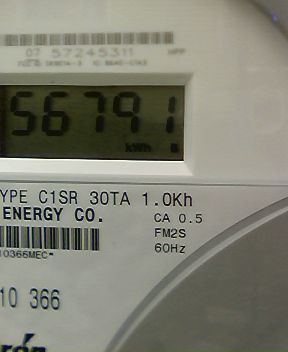 07 57245311
56791
kWh
YPE C1SR 30TA 1.0Kh
ENERGY CO.
CA 0.5
FM2S
60Hz
10366MEC*
10 366
rón